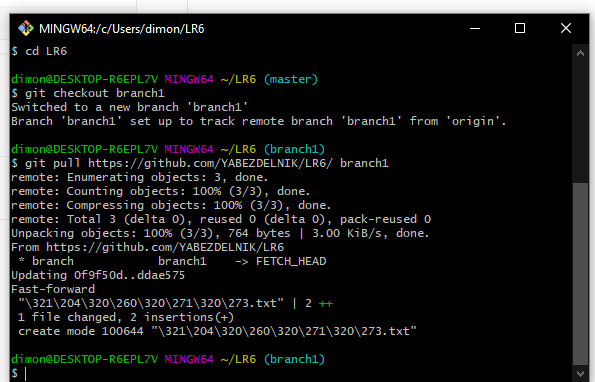 MINGW64:/c/Users/dimon/LR6
$ cd LR6
dimon@DESKTOP-R6EPL7V MINGW64 ~/LR6 (master)
$ git checkout branch1
Switched to a new branch 'branch1'
Branch 'branch1' set up to track remote branch 'branch1' from 'origin'.
dimon@DESKTOP-R6EPL7V MINGW64 ~/LR6 (branch1)
$ git pull https://github.com/YABEZDELNIK/LR6/ branch1
remote: Enumerating objects: 3, done.
remote: Counting objects: 100% (3/3), done.
remote: Compressing objects: 100% (3/3), done.
remote: Total 3 (delta 0), reused 0 (delta 0), pack-reused 0
Unpacking objects: 100% (3/3), 764 bytes | 3.00 KiB/s, done.
From https://github.com/YABEZDELNIK/LR6
 * branch            branch1    -> FETCH_HEAD
Updating 0f9f50d..ddae575
Fast-forward
 "\321\204\320\260\320\271\320\273.txt" | 2 ++
 1 file changed, 2 insertions(+)
 create mode 100644 "\321\204\320\260\320\271\320\273.txt"
dimon@DESKTOP-R6EPL7V MINGW64 ~/LR6 (branch1)
$